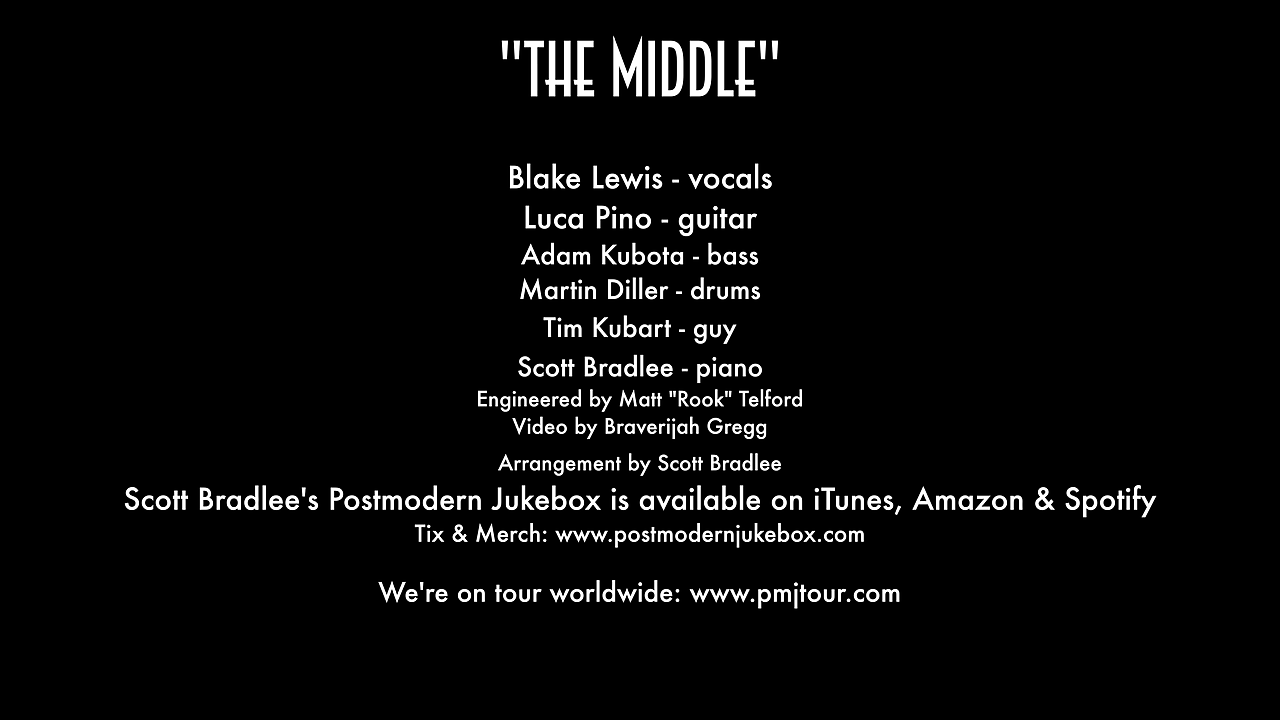 "THE MIDDLE"
Blake Lewis - vocals
Luca Pino - guitar
Adam Kubota - bass
Martin Diller - drums
Tim Kubart - guy
Scott Bradlee - piano
Engineered by Matt "Rook" Telford
Video by Braverijah Gregg
Arrangement by Scott Bradlee
Scott Bradlee's Postmodern Jukebox is available on iTunes, Amazon & Spotify
Tix & Merch: www.postmodernjukebox.com
We're on tour worldwide: www.pmjtour.com